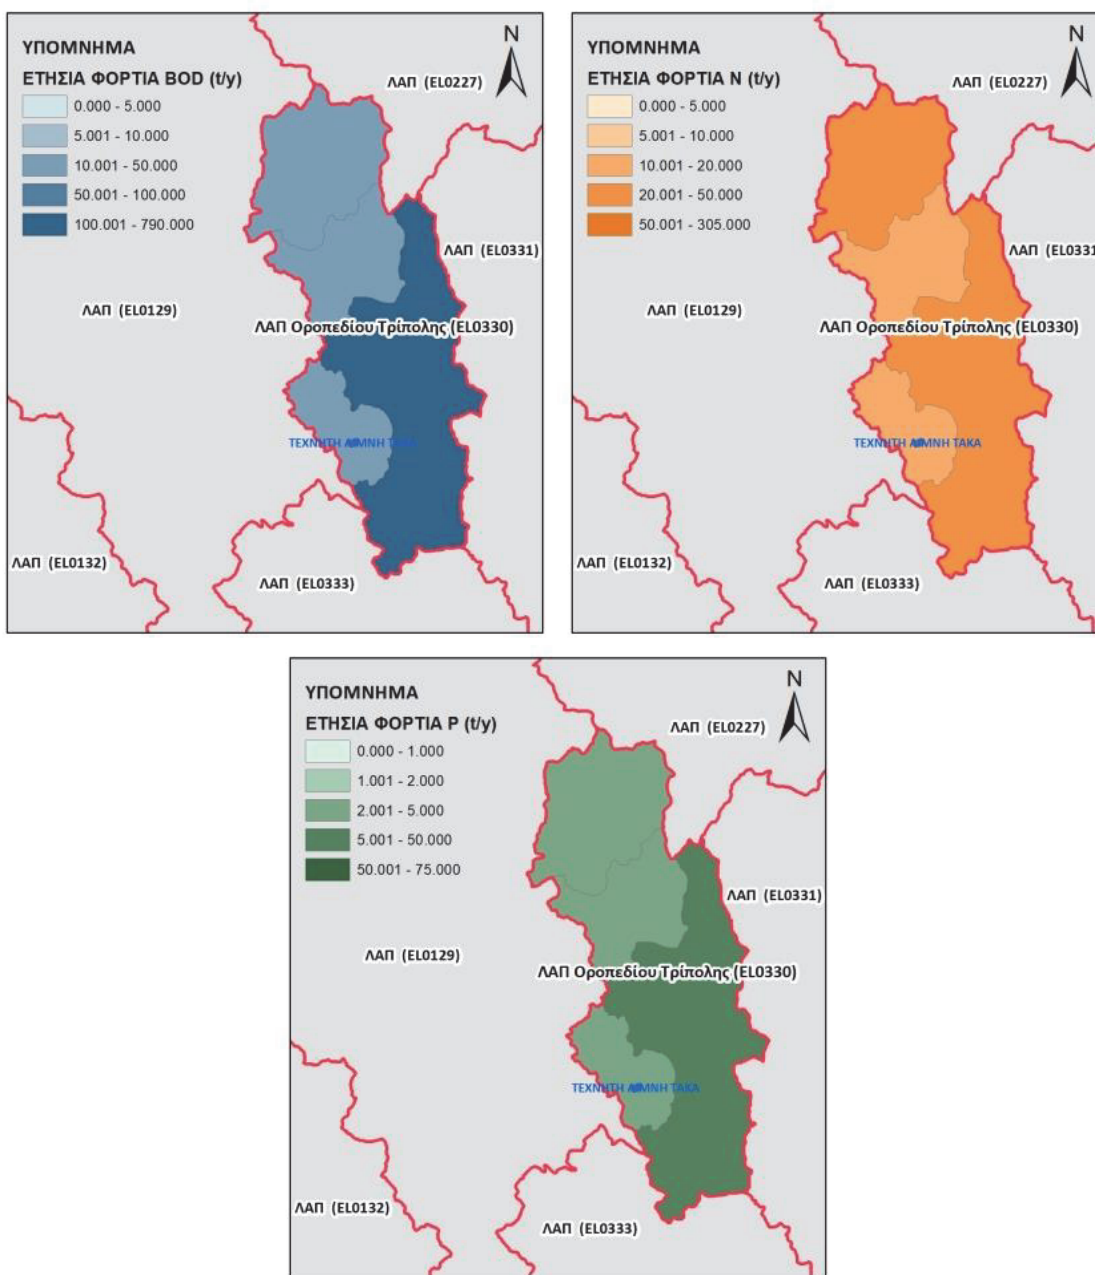 ΥΠΟΜΝΗΜΑ
ΕΤΗΣΙΑ ΦΟΡΤΙΑ BOD (t/y)
0.000 - 5.000
5.001 - 10.000
10.001 - 50.000
50.001 - 100.000
100.001 - 790.000
N
ΛΑΠ (EL0227)
ΛΑΠ (EL0331)
ΛΑΠ (EL0129)
ΛΑΠ Οροπεδίου Τρίπολης (EL0330)
ΤΕΧΝΗΤΗ ΛΙΜΝΗ ΤΑΚΑ
ΛΑΠ (EL0132)
ΛΑΠ (EL0333)
ΥΠΟΜΝΗΜΑ
ΕΤΗΣΙΑ ΦΟΡΤΙΑ N (t/y)
0.000 - 5.000
5.001 - 10.000
10.001 - 20.000
20.001 - 50.000
50.001 - 305.000
N
ΛΑΠ (EL0227)
ΛΑΠ (EL0331
ΛΑΠ (EL0129)
ΛΑΠ Οροπεδίου Τρίπολης (EL0330)
ΤΕΧΝΗΤΗ ΛΙΜΝΗ ΤΑΚΑ
ΛΑΠ (EL0132)
ΛΑΠ (EL0333)
ΥΠΟΜΝΗΜΑ
ΕΤΗΣΙΑ ΦΟΡΤΙΑ P (t/y)
0.000 - 1.000
1.001 - 2.000
2.001 - 5.000
5.001 - 50.000
50.001 - 75.000
N
ΛΑΠ (EL0227)
ΛΑΠ (EL0331)
ΛΑΠ (EL0129)
ΛΑΠ Οροπεδίου Τρίπολης (EL0330)
ΤΕΧΝΗΤΗ ΛΙΜΝΗ ΤΑΚΑ
ΛΑΠ (EL0132)
ΛΑΠ (EL0333)